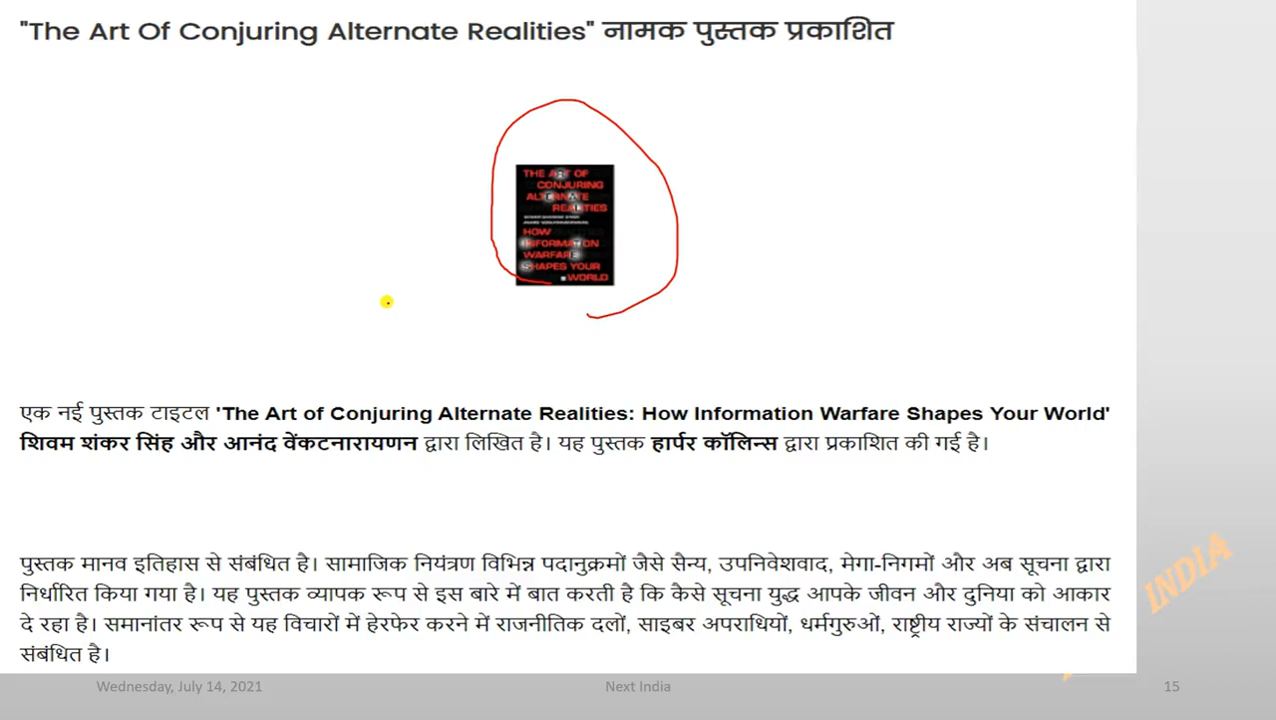 "The Art Of Conjuring Alternate Realities" नामक पुस्तक प्रकाशित
THE ART OF
CONJURING
ALTERNATE
REALITIES
HOW
INFORMATION
WARFARE
SHAPES YOUR
WORLD
एक नई पुस्तक टाइटल 'The Art of Conjuring Alternate Realities: How Information Warfare Shapes Your World'
शिवम शंकर सिंह और आनंद वेंकटनारायणन द्वारा लिखित है। यह पुस्तक हार्पर कॉलिन्स द्वारा प्रकाशित की गई है।
पुस्तक मानव इतिहास से संबंधित है। सामाजिक नियंत्रण विभिन्न पदानुक्रमों जैसे सैन्य, उपनिवेशवाद, मेगा-निगमों और अब सूचना द्वारा
निर्धारित किया गया है। यह पुस्तक व्यापक रूप से इस बारे में बात करती है कि कैसे सूचना युद्ध आपके जीवन और दुनिया को आकार
दे रहा है। समानांतर रूप से यह विचारों में हेरफेर करने में राजनीतिक दलों, साइबर अपराधियों, धर्मगुरुओं, राष्ट्रीय राज्यों के संचालन से
संबंधित है।
INDIA
Wednesday, July 14, 2021
Next India
15